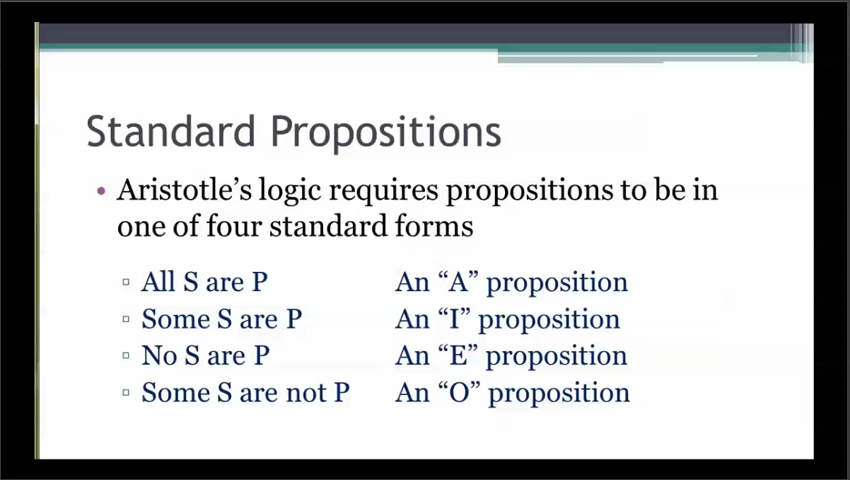 Standard Propositions
• Aristotle’s logic requires propositions to be in
one of four standard forms
▫ All S are P An “A” proposition
▫ Some S are P An “I” proposition
▫ No S are P An “E” proposition
▫ Some S are not P An “O” proposition